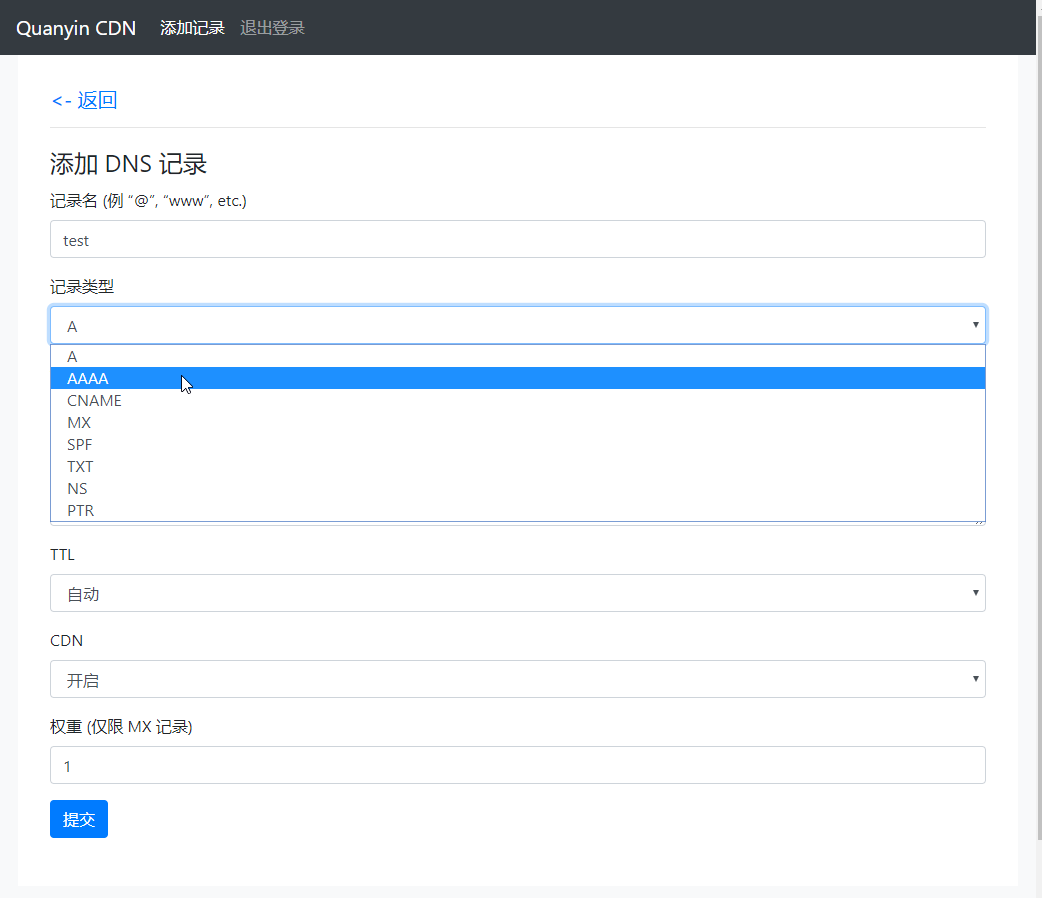 Quanyin CDN 添加记录 退出登录
<- 返回
添加 DNS 记录
记录名 (例 “@”, “www”, etc.)
test
记录类型
A
A
AAAA
CNAME
MX
SPF
TXT
NS
PTR
TTL
自动
CDN
开启
权重 (仅限 MX 记录)
1
提交